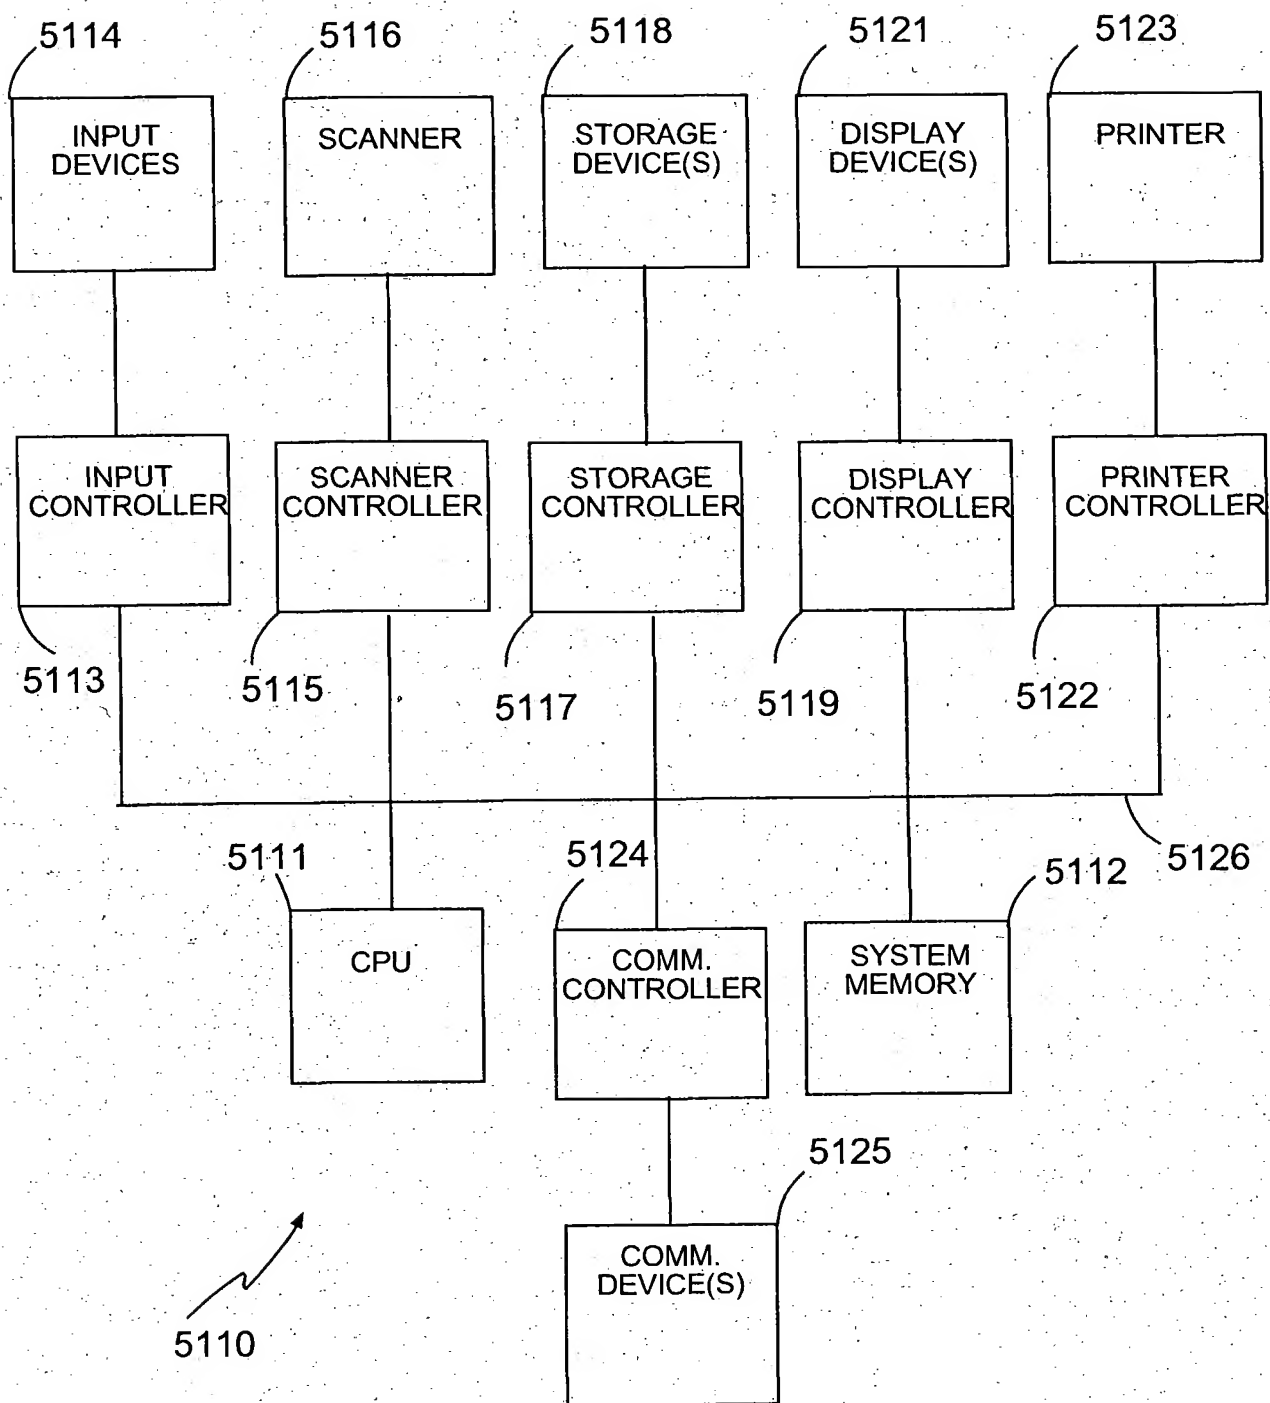 5114
5116
5118
5121
5123
INPUT
DEVICES
SCANNER
STORAGE
DEVICE(S)
DISPLAY
DEVICE(S)
PRINTER
INPUT
CONTROLLER
SCANNER
CONTROLLER
STORAGE
CONTROLLER
DISPLAY
CONTROLLER
PRINTER
CONTROLLER
5113
5115
5117
5119
5122
5126
5111
5124
5112
CPU
COMM.
CONTROLLER
SYSTEM
MEMORY
5125
COMM.
DEVICE(S)
5110